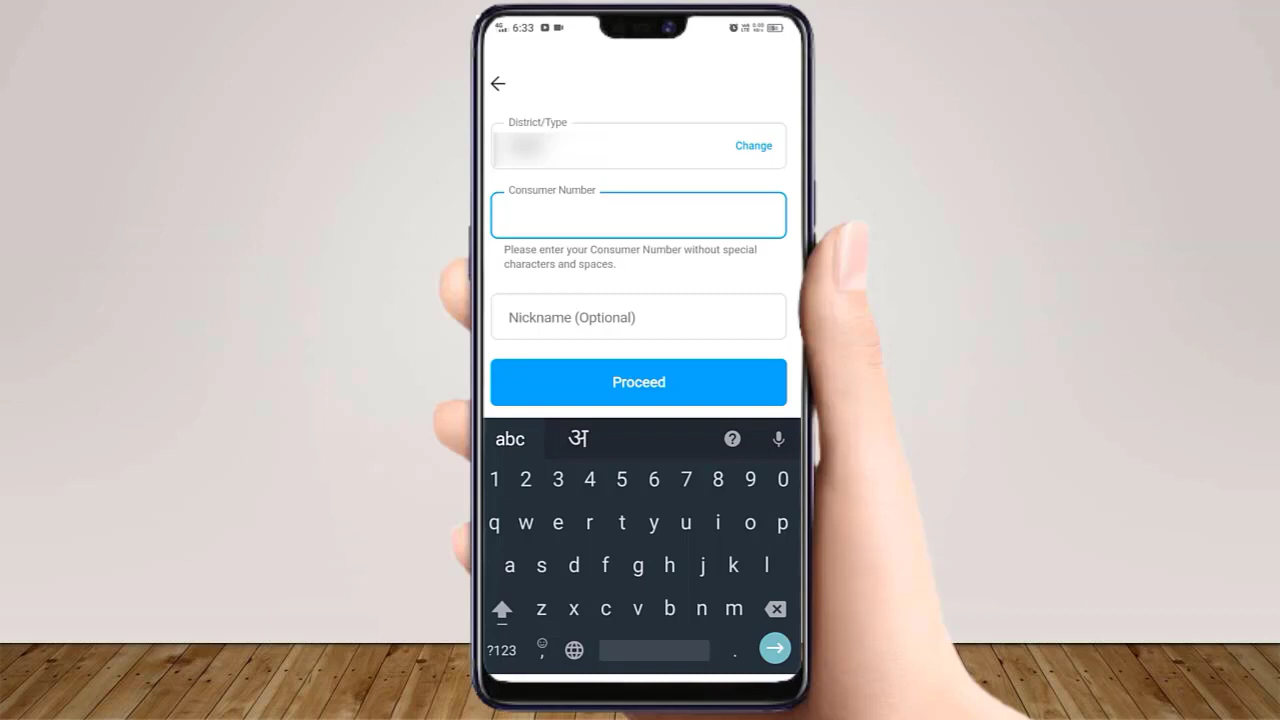 4G 6:33
District/Type
Change
Consumer Number
Please enter your Consumer Number without special
characters and spaces.
Nickname (Optional)
Proceed
abc अ
1 2 3 4 5 6 7 8 9 0
q w e r t y u i o p
a s d f g h j k l
z x c v b n m
?123 , .